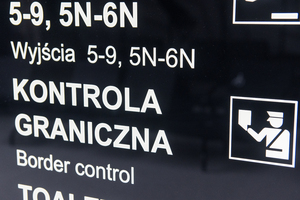 5-9, 5N-6N
Wyjścia 5-9, 5N-6N
KONTROLA
GRANICZNA
Border control